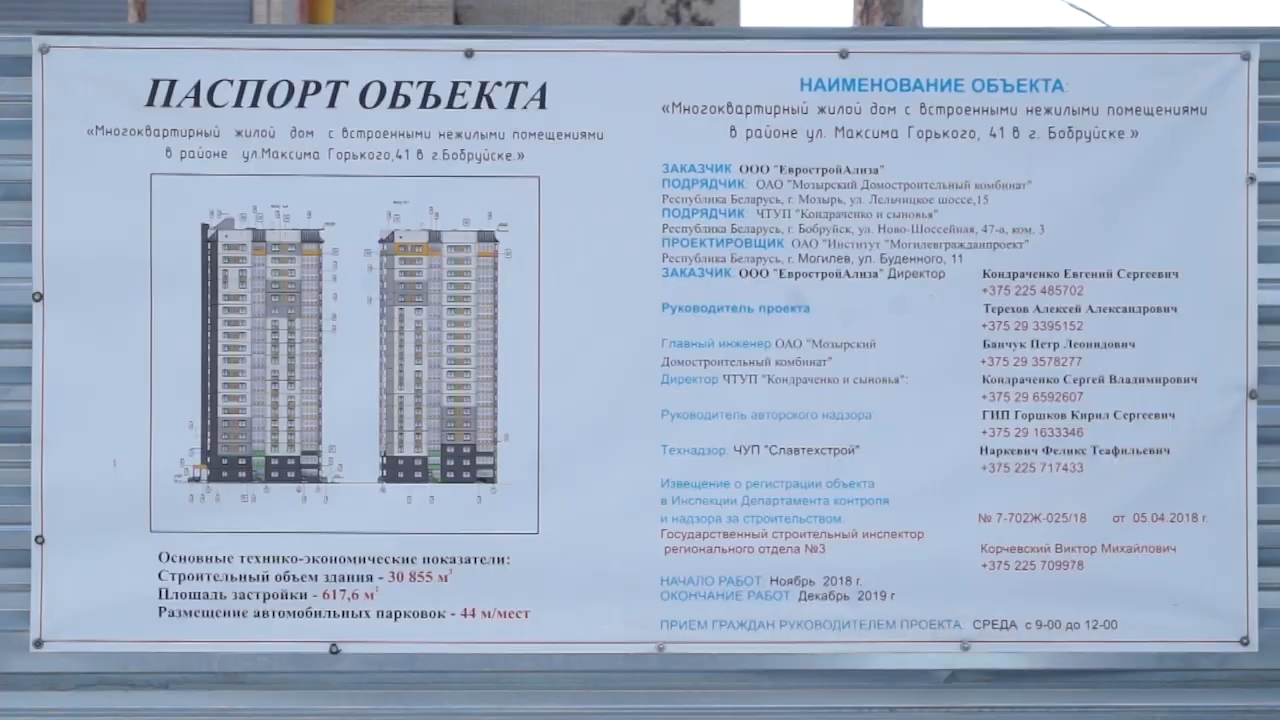 ПАСПОРТ ОБЪЕКТА
«Многоквартирный жилой дом с встроенными нежилыми помещениями
в районе ул.Максима Горького,41 в г.Бобруйске.»
Основные технико-экономические показатели:
Строительный объем здания - 30 855 м³
Площадь застройки - 617,6 м²
Размещение автомобильных парковок - 44 м/мест
НАИМЕНОВАНИЕ ОБЪЕКТА:
«Многоквартирный жилой дом с встроенными нежилыми помещениями
в районе ул. Максима Горького, 41 в г. Бобруйске.»
ЗАКАЗЧИК ООО "ЕвростройАлиза"
ПОДРЯДЧИК: ОАО "Мозырский Домостроительный комбинат"
Республика Беларусь, г. Мозырь, ул. Лельчицкое шоссе,15
ПОДРЯДЧИК: ЧТУП "Кондраченко и сыновья"
Республика Беларусь, г. Бобруйск, ул. Ново-Шоссейная, 47-а, ком. 3
ПРОЕКТИРОВЩИК ОАО "Институт "Могилевгражданпроект"
Республика Беларусь, г. Могилев, ул. Буденного, 11
ЗАКАЗЧИК ООО "ЕвростройАлиза" Директор Кондраченко Евгений Сергеевич
+375 225 485702
Руководитель проекта Терехов Алексей Александрович
+375 29 3395152
Главный инженер ОАО "Мозырский Банчук Петр Леонидович
Домостроительный комбинат" +375 29 3578277
Директор ЧТУП "Кондраченко и сыновья": Кондраченко Сергей Владимирович
+375 29 6592607
Руководитель авторского надзора: ГИП Горшков Кирил Сергеевич
+375 29 1633346
Технадзор: ЧУП "Славтехстрой" Наркевич Феликс Теафильевич
+375 225 717433
Извещение о регистрации объекта
в Инспекции Департамента контроля
и надзора за строительством: № 7-702Ж-025/18 от 05.04.2018 г.
Государственный строительный инспектор
регионального отдела №3 Корчевский Виктор Михайлович
+375 225 709978
НАЧАЛО РАБОТ: Ноябрь 2018 г.
ОКОНЧАНИЕ РАБОТ: Декабрь 2019 г
ПРИЕМ ГРАЖДАН РУКОВОДИТЕЛЕМ ПРОЕКТА: СРЕДА с 9-00 до 12-00